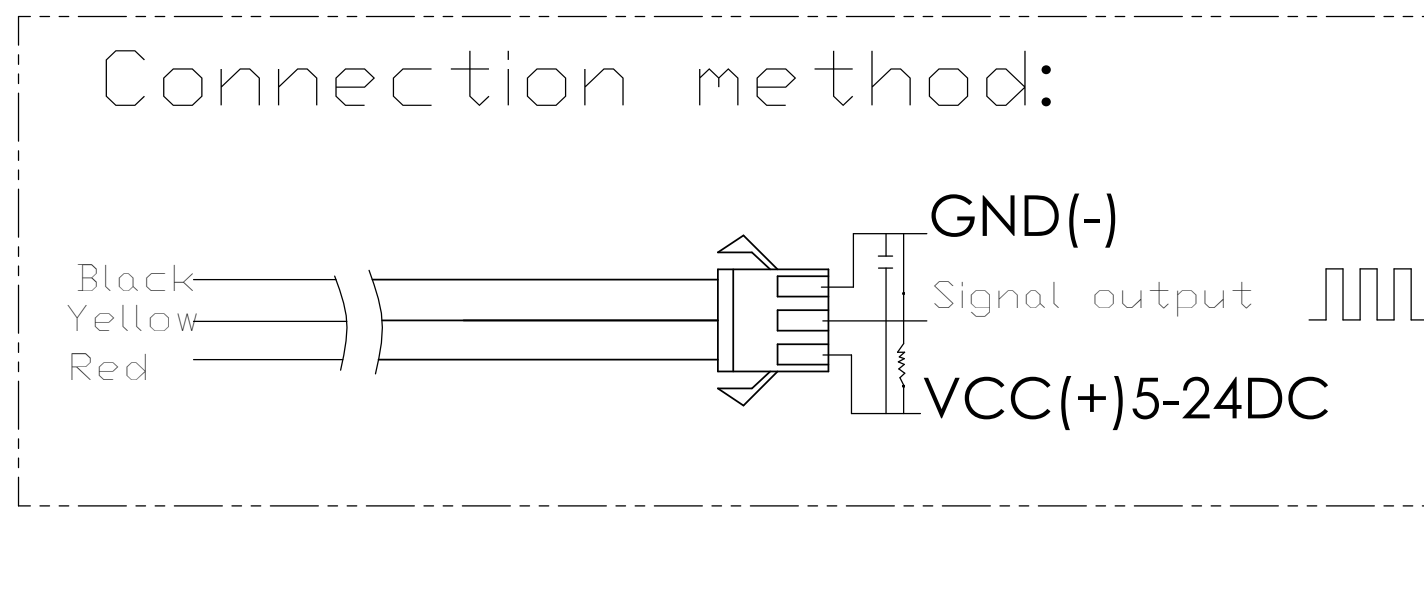 Connection method:
GND(-)
Black
Signal output
Yellow
Red
VCC(+)5-24DC